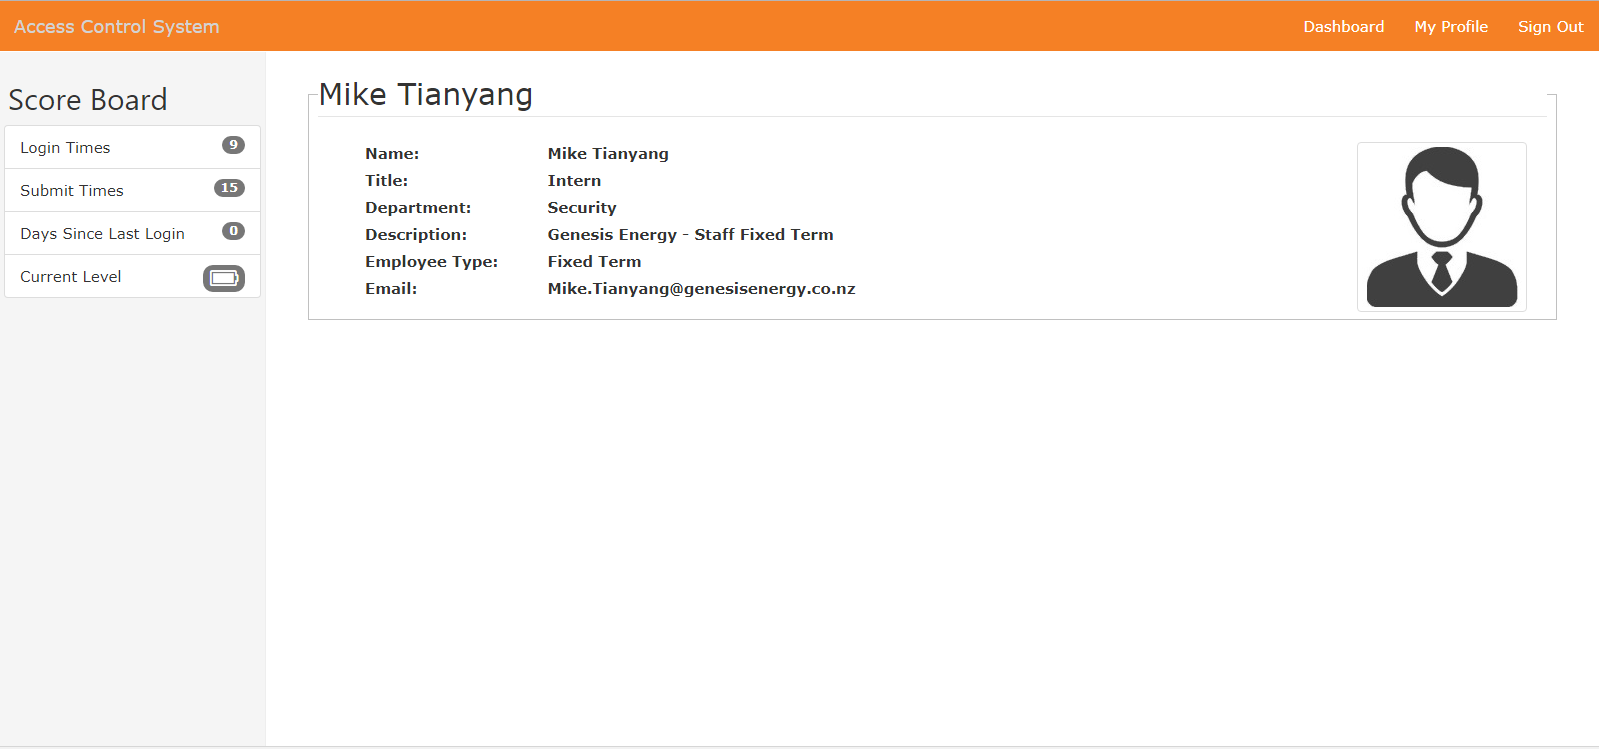 Access Control System
Dashboard My Profile Sign Out
Score Board
Login Times 9
Submit Times 15
Days Since Last Login 0
Current Level
Mike Tianyang
Name: Mike Tianyang
Title: Intern
Department: Security
Description: Genesis Energy - Staff Fixed Term
Employee Type: Fixed Term
Email: Mike.Tianyang@genesisenergy.co.nz